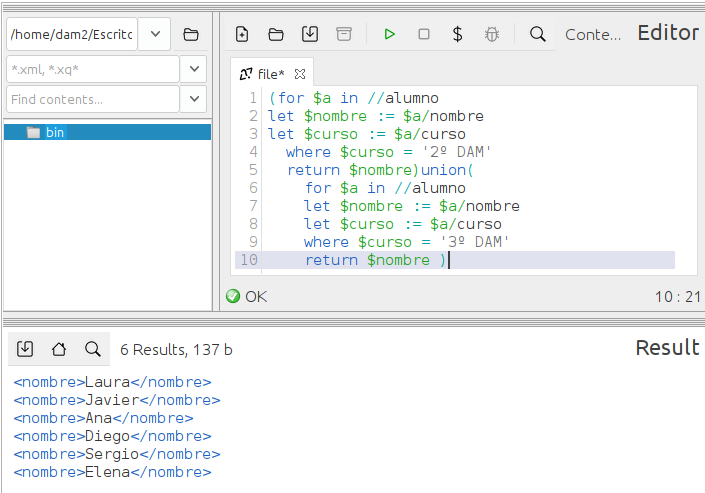 /home/dam2/Escrito
*.xml, *.xq*
Find contents...
bin
Conte... Editor
file*
1 (for $a in //alumno
2 let $nombre := $a/nombre
3 let $curso := $a/curso
4 where $curso = '2º DAM'
5 return $nombre)union(
6 for $a in //alumno
7 let $nombre := $a/nombre
8 let $curso := $a/curso
9 where $curso = '3º DAM'
10 return $nombre )
OK 10 : 21
6 Results, 137 b Result
<nombre>Laura</nombre>
<nombre>Javier</nombre>
<nombre>Ana</nombre>
<nombre>Diego</nombre>
<nombre>Sergio</nombre>
<nombre>Elena</nombre>